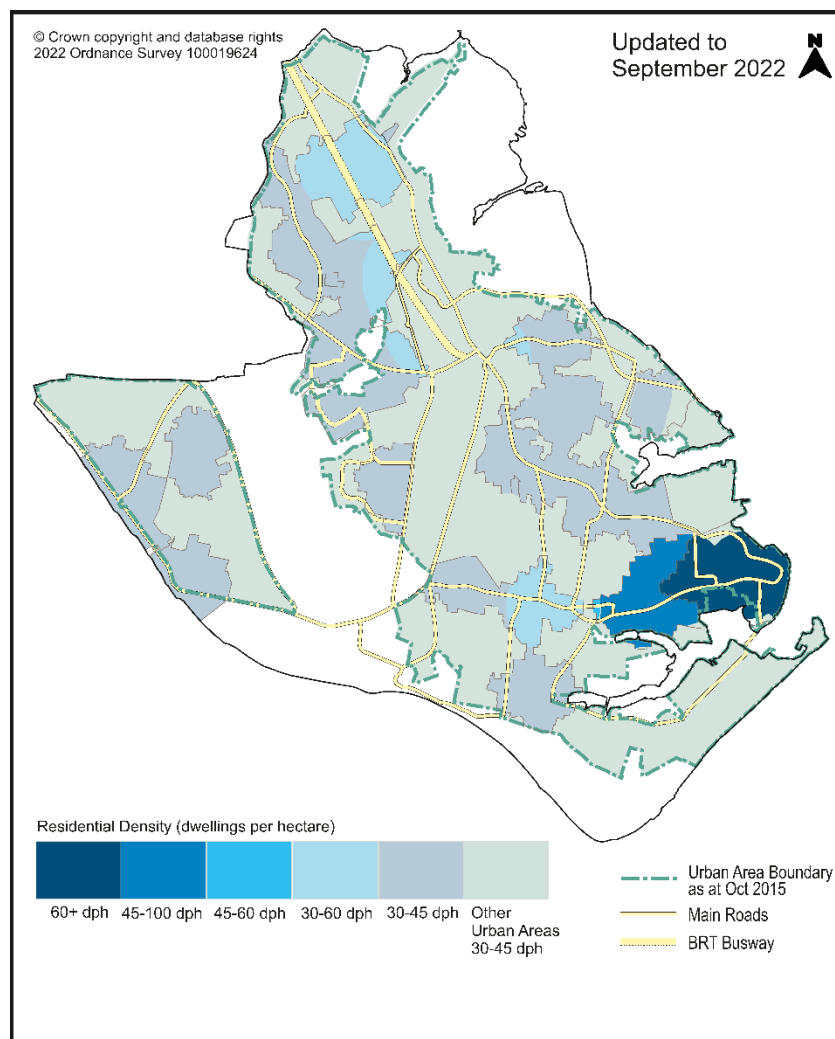 © Crown copyright and database rights
2022 Ordnance Survey 100019624
Updated to
September 2022
N
Residential Density (dwellings per hectare)
60+ dph
45-100 dph
45-60 dph
30-60 dph
30-45 dph
Other
Urban Areas
30-45 dph
Urban Area Boundary
as at Oct 2015
Main Roads
BRT Busway